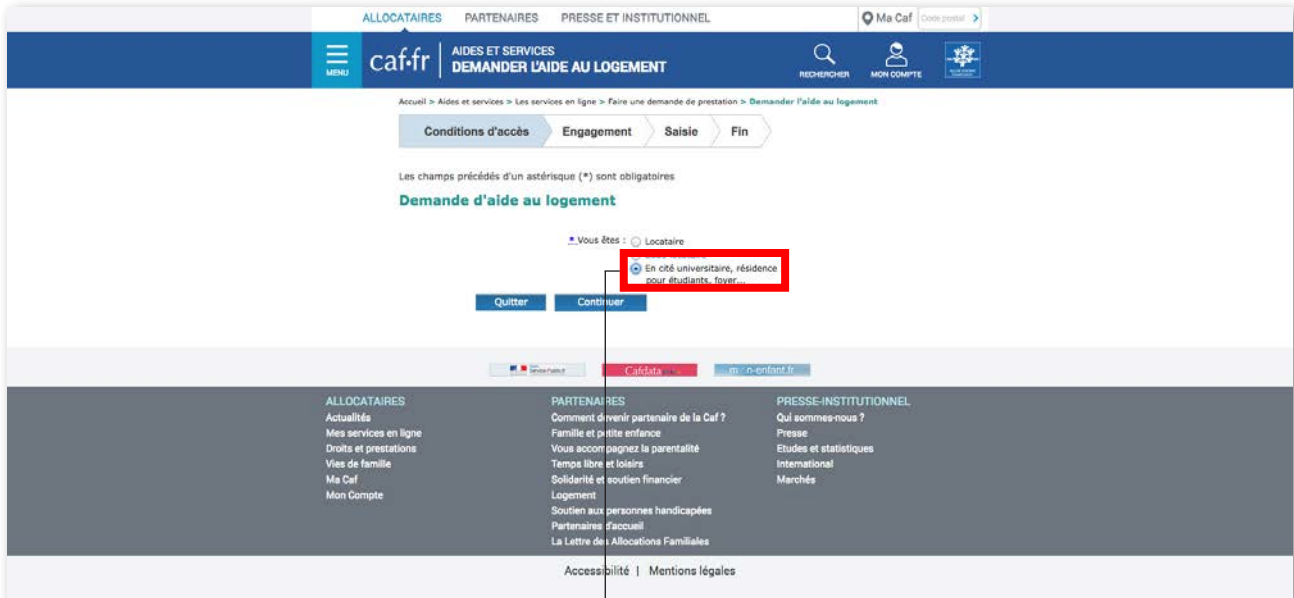 ALLOCATAIRES PARTENAIRES PRESSE ET INSTITUTIONNEL Ma Caf Code postal >
MENU caf.fr AIDES ET SERVICES
DEMANDER L'AIDE AU LOGEMENT
RECHERCHER MON COMPTE
Accueil > Aides et services > Les services en ligne > Faire une demande de prestation > Demander l'aide au logement
Conditions d'accès Engagement Saisie Fin
Les champs précédés d'un astérisque (*) sont obligatoires
Demande d'aide au logement
* Vous êtes : Locataire
En cité universitaire, résidence
pour étudiants, foyer...
Quitter Continuer
Cafdata
ALLOCATAIRES
Actualités
Mes services en ligne
Droits et prestations
Vies de famille
Ma Caf
Mon Compte
PARTENAIRES
Comment devenir partenaire de la Caf ?
Famille et petite enfance
Vous accompagnez la parentalité
Temps libre et loisirs
Solidarité et soutien financier
Logement
Soutien aux personnes handicapées
Partenaires d'accueil
La Lettre des Allocations Familiales
PRESSE-INSTITUTIONNEL
Qui sommes-nous ?
Presse
Etudes et statistiques
International
Marchés
Accessibilité | Mentions légales